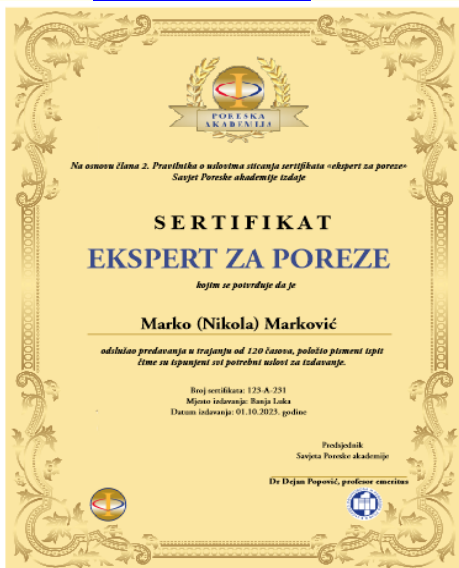 PORESKA
AKADEMIJA
Na osnovu člana 2. Pravilnika o uslovima sticanja sertifikata «ekspert za poreze»
Savjet Poreske akademije izdaje
SERTIFIKAT
EKSPERT ZA POREZE
kojim se potvrđuje da je
Marko (Nikola) Marković
odslušao predavanja u trajanju od 120 časova, položio pismeni ispit
čime su ispunjeni svi potrebni uslovi za izdavanje.
Broj sertifikata: 123-A-231
Mjesto izdavanja: Banja Luka
Datum izdavanja: 01.10.2023. godine
Predsjednik
Savjeta Poreske akademije
Dr Dejan Popović, profesor emeritus